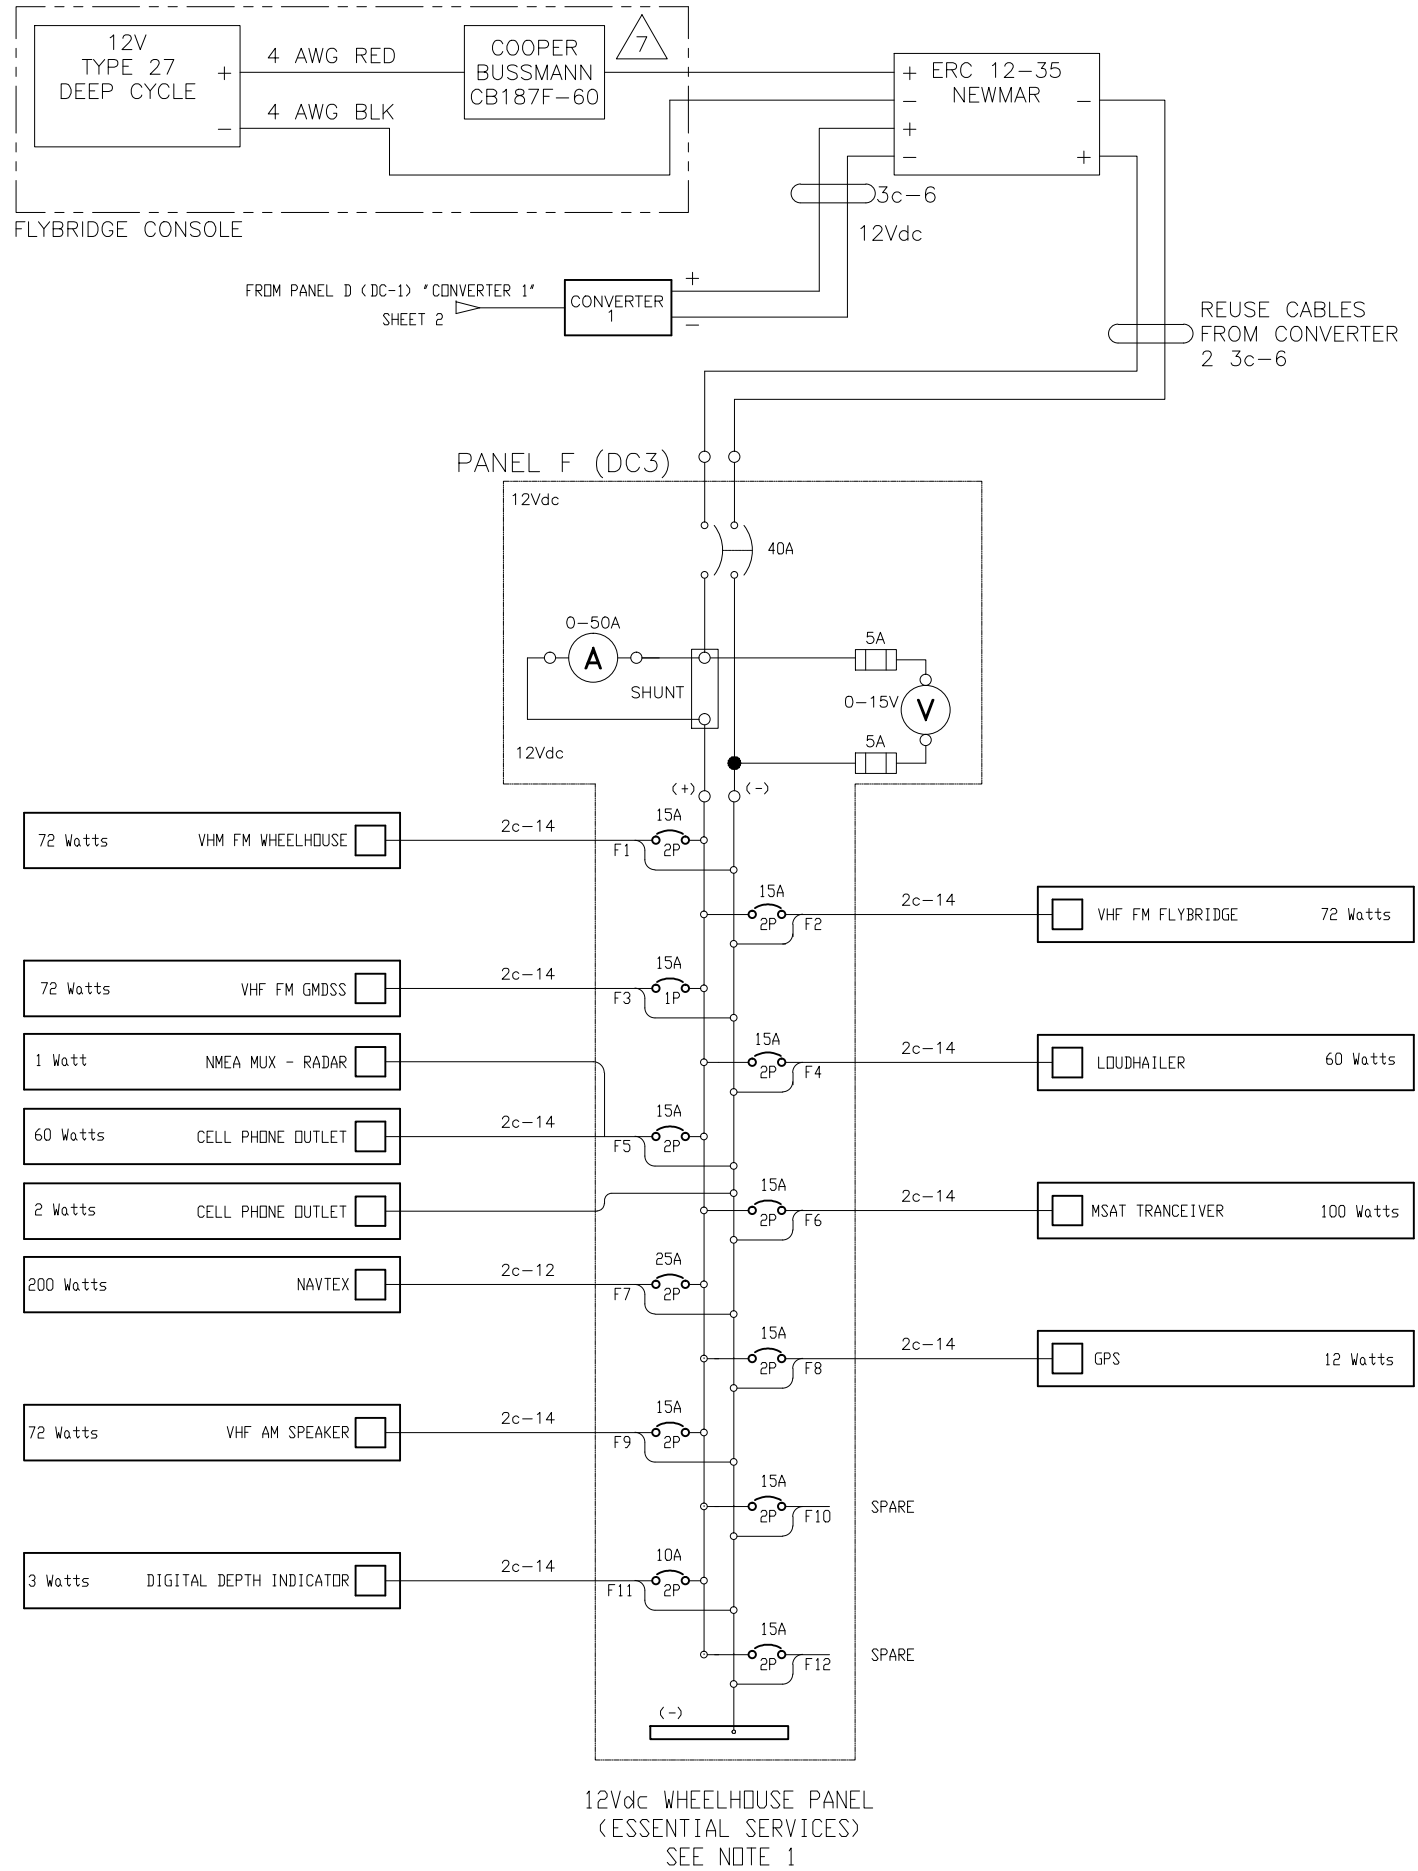 12V
TYPE 27
DEEP CYCLE
+
−
4 AWG RED
4 AWG BLK
COOPER
BUSSMANN
CB187F-60
7
+ ERC 12-35
NEWMAR
−
+
−
−
+
FLYBRIDGE CONSOLE
3c-6
12Vdc
FROM PANEL D (DC-1) "CONVERTER 1"
SHEET 2
CONVERTER
1
+
−
REUSE CABLES
FROM CONVERTER
2 3c-6
PANEL F (DC3)
12Vdc
40A
0-50A
A
SHUNT
5A
0-15V
V
5A
12Vdc
(+)
(-)
72 Watts VHM FM WHEELHOUSE
2c-14
F1
15A
2P
15A
2P
F2
2c-14
VHF FM FLYBRIDGE 72 Watts
72 Watts VHF FM GMDSS
2c-14
F3
15A
1P
1 Watt NMEA MUX - RADAR
15A
2P
F4
2c-14
LOUDHAILER 60 Watts
60 Watts CELL PHONE OUTLET
2c-14
F5
15A
2P
2 Watts CELL PHONE OUTLET
15A
2P
F6
2c-14
MSAT TRANCEIVER 100 Watts
200 Watts NAVTEX
2c-12
F7
25A
2P
15A
2P
F8
2c-14
GPS 12 Watts
72 Watts VHF AM SPEAKER
2c-14
F9
15A
2P
15A
2P
F10
SPARE
3 Watts DIGITAL DEPTH INDICATOR
2c-14
F11
10A
2P
15A
2P
F12
SPARE
(-)
12Vdc WHEELHOUSE PANEL
(ESSENTIAL SERVICES)
SEE NOTE 1